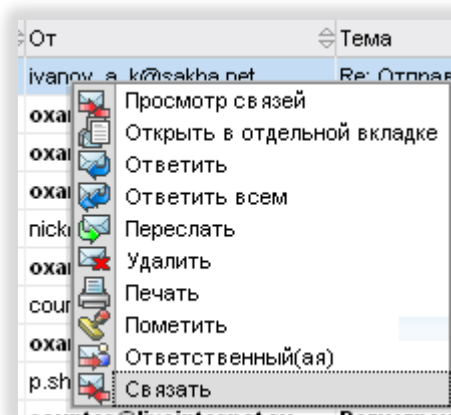 От Тема
ivanov_a_k@sakha.net Re: Отправ
Просмотр связей
Открыть в отдельной вкладке
Ответить
Ответить всем
Переслать
Удалить
Печать
Пометить
Ответственный(ая)
Связать